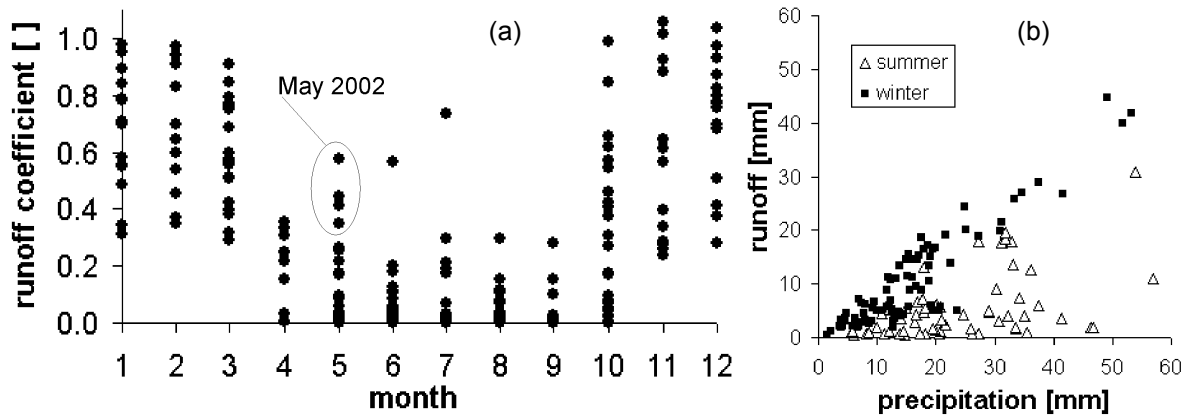 (a)
May 2002
runoff coefficient [ ]
1.0
0.8
0.6
0.4
0.2
0.0
1 2 3 4 5 6 7 8 9 10 11 12
month
(b)
summer
winter
runoff [mm]
60
50
40
30
20
10
0
0 10 20 30 40 50 60
precipitation [mm]